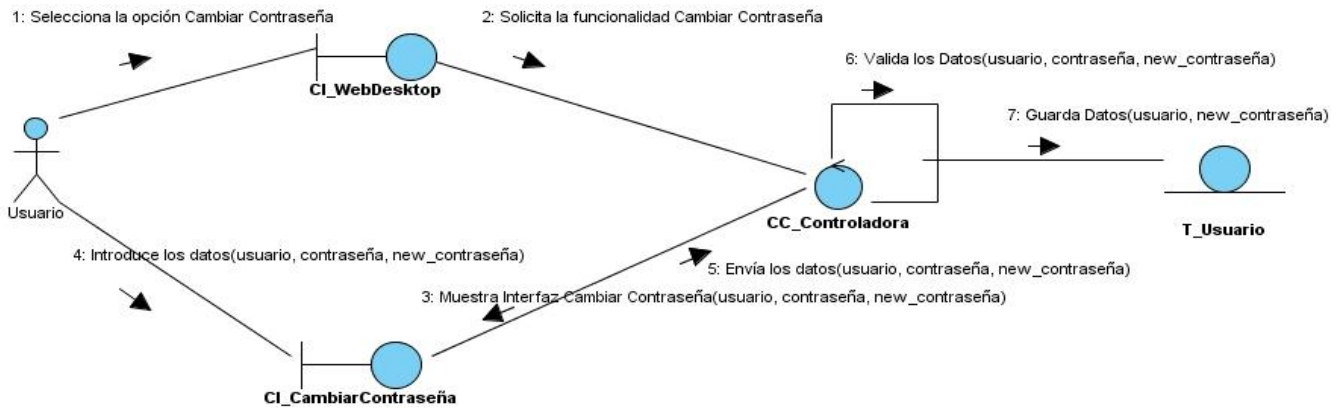 1: Selecciona la opción Cambiar Contraseña
2: Solicita la funcionalidad Cambiar Contraseña
6: Valida los Datos(usuario, contraseña, new_contraseña)
CI_WebDesktop
7: Guarda Datos(usuario, new_contraseña)
Usuario
CC_Controladora
T_Usuario
4: Introduce los datos(usuario, contraseña, new_contraseña)
5: Envía los datos(usuario, contraseña, new_contraseña)
3: Muestra Interfaz Cambiar Contraseña(usuario, contraseña, new_contraseña)
CI_CambiarContraseña